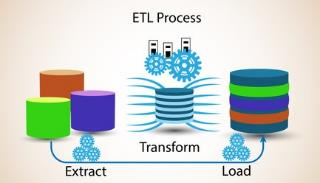 ETL Process
Transform
Extract
Load